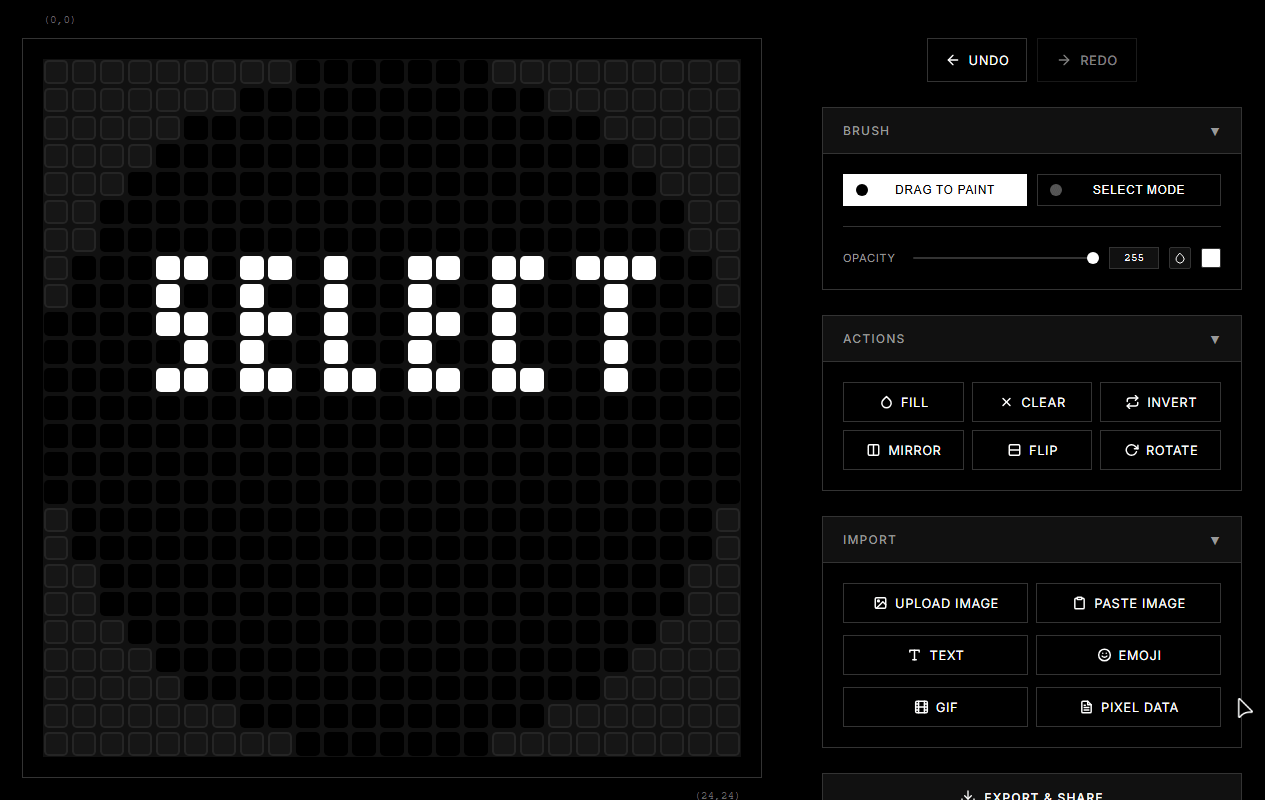 (0,0)
SELECT
(24,24)
UNDO
REDO
BRUSH
DRAG TO PAINT
SELECT MODE
OPACITY
255
ACTIONS
FILL
CLEAR
INVERT
MIRROR
FLIP
ROTATE
IMPORT
UPLOAD IMAGE
PASTE IMAGE
TEXT
EMOJI
GIF
PIXEL DATA
EXPORT & SHARE